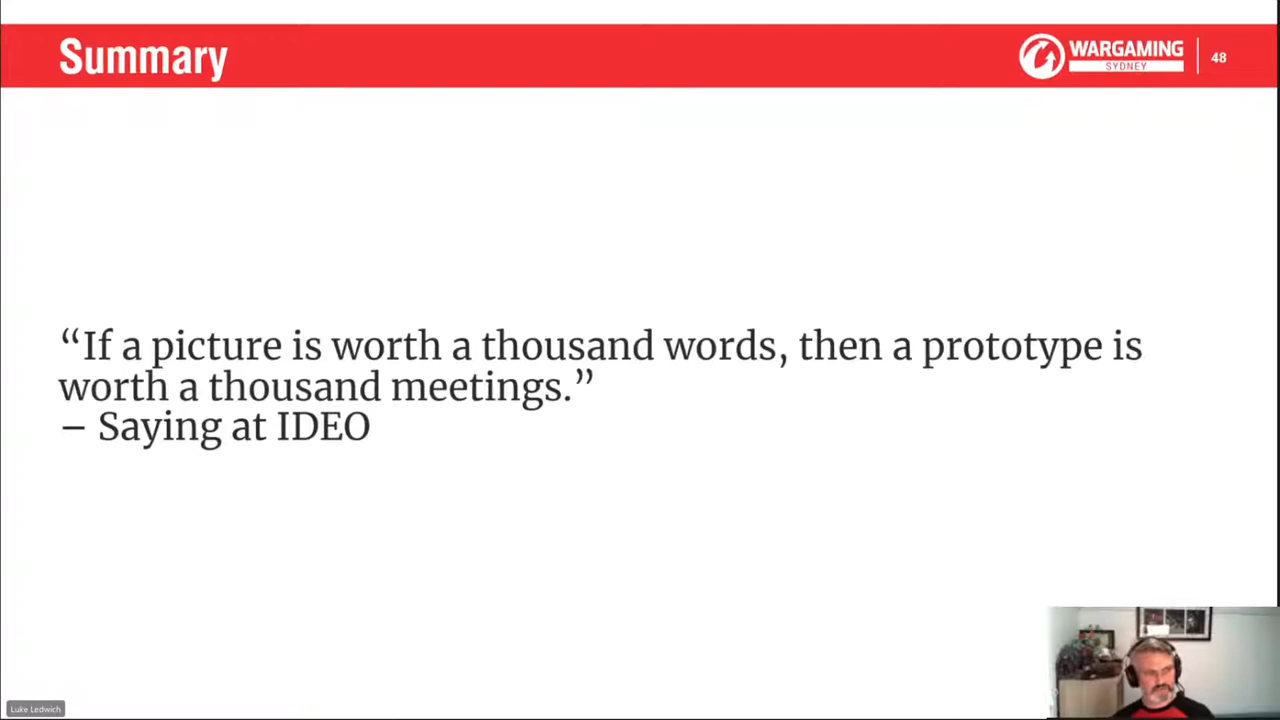 Summary
WARGAMING
SYDNEY
48
“If a picture is worth a thousand words, then a prototype is
worth a thousand meetings.”
– Saying at IDEO
Luke Ledwich